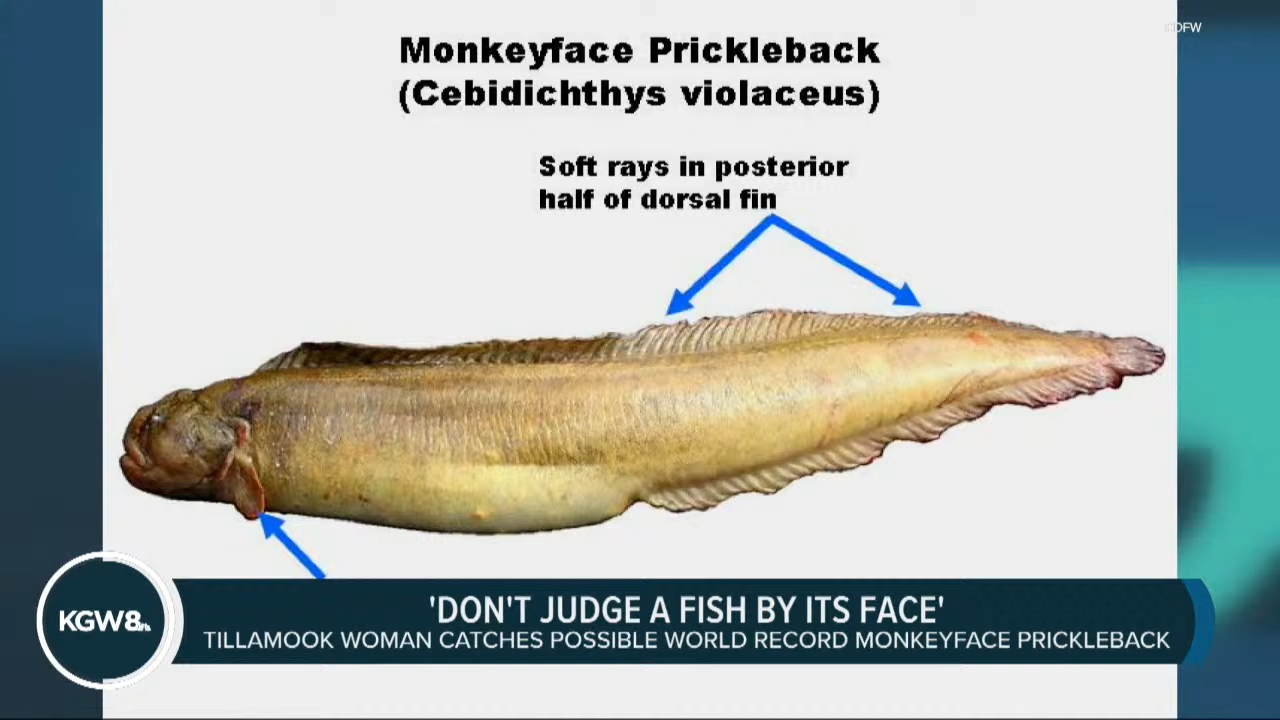 Monkeyface Prickleback
(Cebidichthys violaceus)
Soft rays in posterior
half of dorsal fin
KGW8
'DON'T JUDGE A FISH BY ITS FACE'
TILLAMOOK WOMAN CATCHES POSSIBLE WORLD RECORD MONKEYFACE PRICKLEBACK